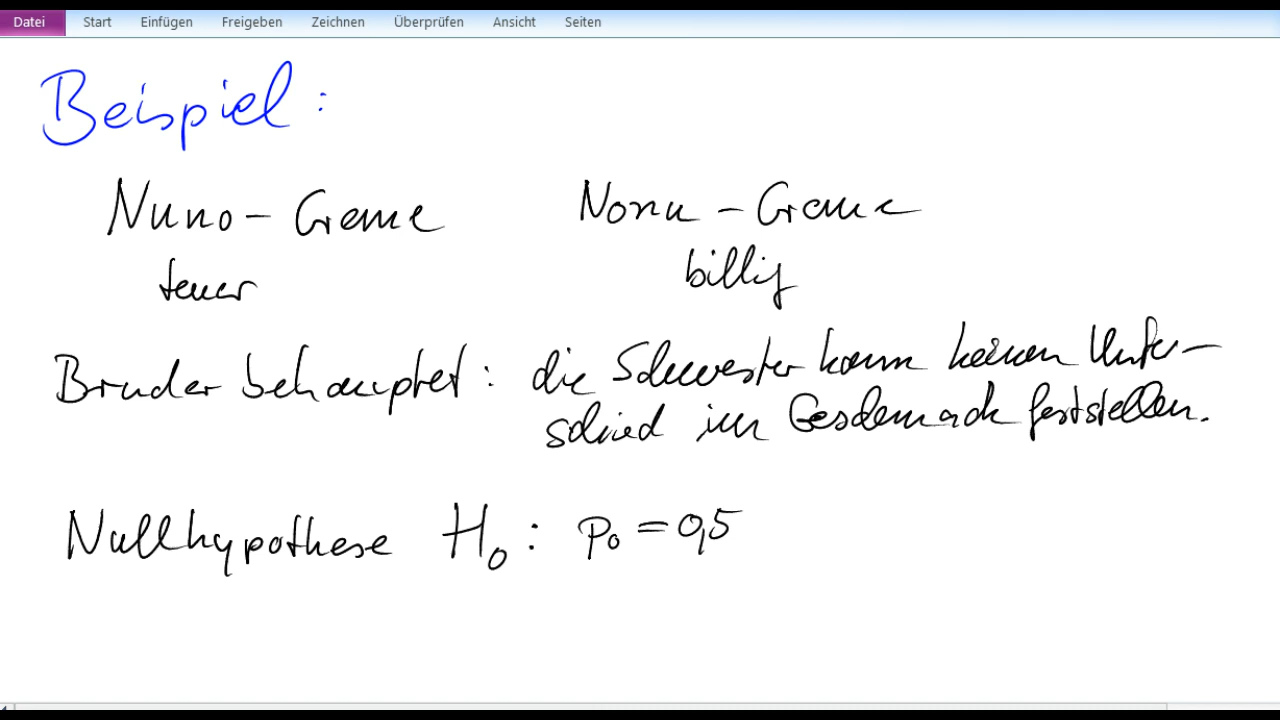 Datei Start Einfügen Freigeben Zeichnen Überprüfen Ansicht Seiten
Beispiel:
Nuno - Creme Nonu - Creme
teuer billig
Bruder behauptet: die Schwester kann keinen Unter-
schied im Geschmack feststellen.
Nullhypothese H₀: p₀ = 0,5